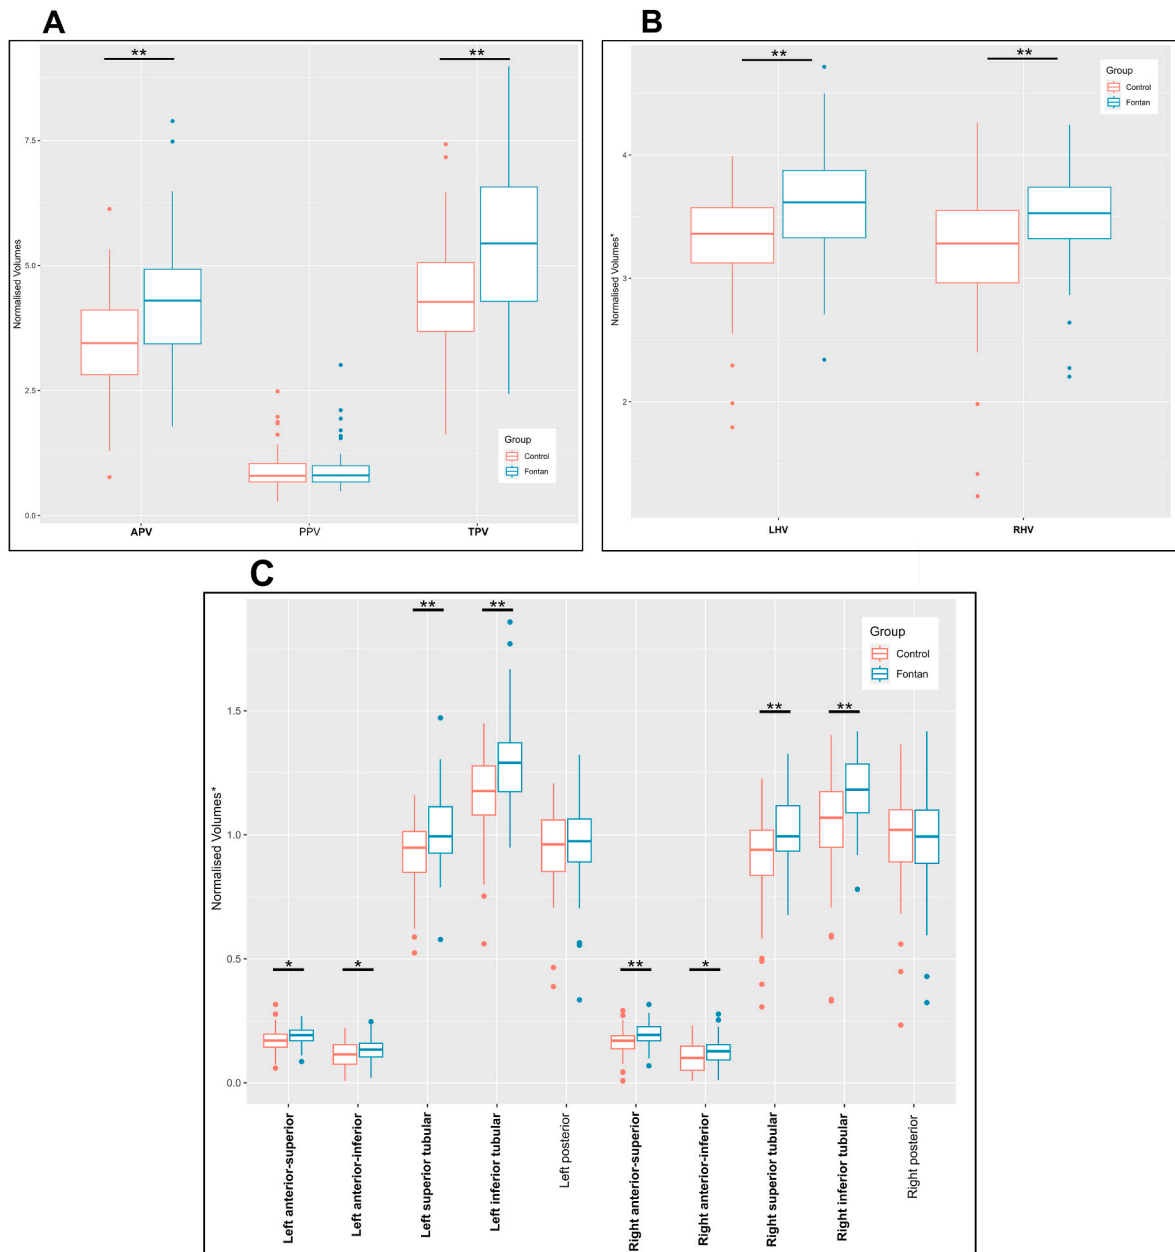 A
**
**
Normalised Volumes
7.5
5.0
2.5
0.0
Group
Control
Fontan
APV
PPV
TPV
B
**
**
Normalised Volumes*
4
3
2
Group
Control
Fontan
LHV
RHV
C
**
**
**
**
*
*
**
*
Normalised Volumes*
1.5
1.0
0.5
0.0
Group
Control
Fontan
Left anterior-superior
Left anterior-inferior
Left superior tubular
Left inferior tubular
Left posterior
Right anterior-superior
Right anterior-inferior
Right superior tubular
Right inferior tubular
Right posterior